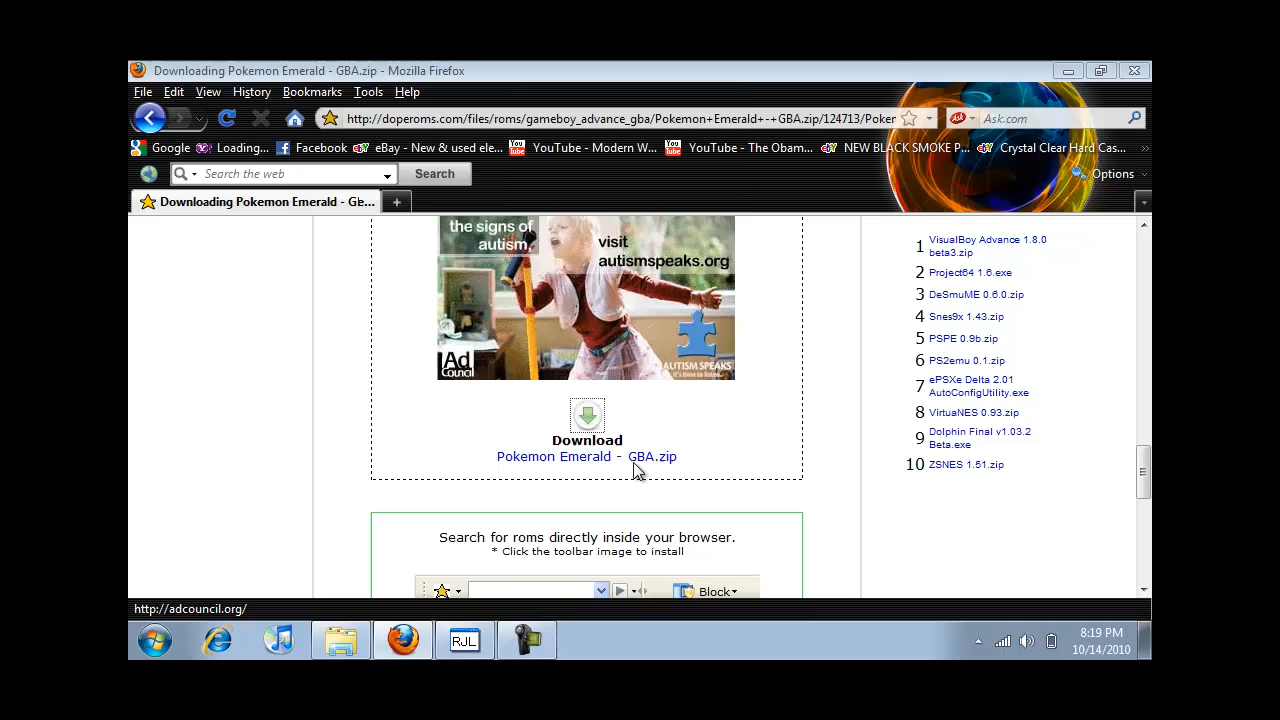 Downloading Pokemon Emerald - GBA.zip - Mozilla Firefox
File Edit View History Bookmarks Tools Help
http://doperoms.com/files/roms/gameboy_advance_gba/Pokemon+Emerald+-+GBA.zip/124713/Poker
Ask Ask.com
Google Loading... Facebook eBay - New & used ele... YouTube - Modern W... YouTube - The Obam... NEW BLACK SMOKE P... Crystal Clear Hard Cas...
Search the web Search Options
Downloading Pokemon Emerald - Ge...
the signs of
autism,
visit
autismspeaks.org
Ad
Council
AUTISM SPEAKS
Download
Pokemon Emerald - GBA.zip
Search for roms directly inside your browser.
* Click the toolbar image to install
Block
1 VisualBoy Advance 1.8.0
beta3.zip
2 Project64 1.6.exe
3 DeSmuME 0.6.0.zip
4 Snes9x 1.43.zip
5 PSPE 0.9b.zip
6 PS2emu 0.1.zip
7 ePSXe Delta 2.01
AutoConfigUtility.exe
8 VirtuaNES 0.93.zip
9 Dolphin Final v1.03.2
Beta.exe
10 ZSNES 1.51.zip
http://adcouncil.org/
RJL
8:19 PM
10/14/2010